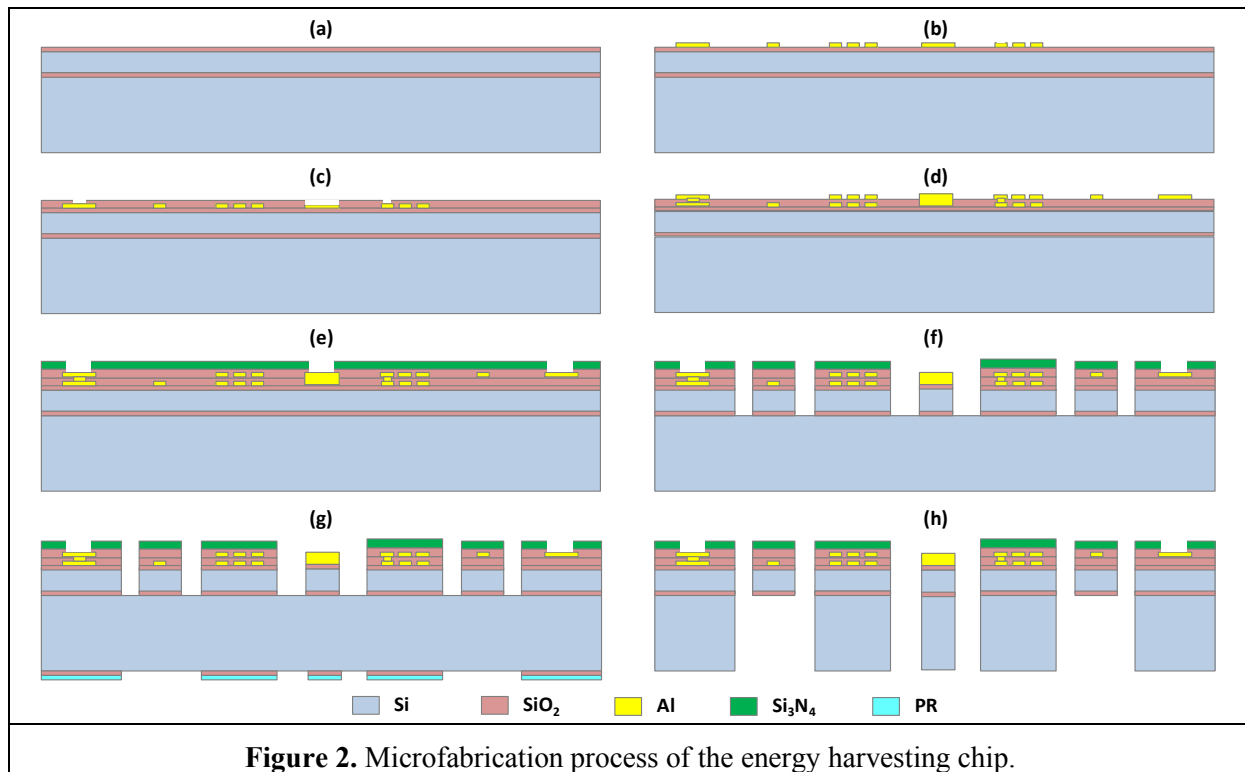 (a)
(b)
(c)
(d)
(e)
(f)
(g)
(h)
Si SiO₂ Al Si₃N₄ PR
Figure 2. Microfabrication process of the energy harvesting chip.